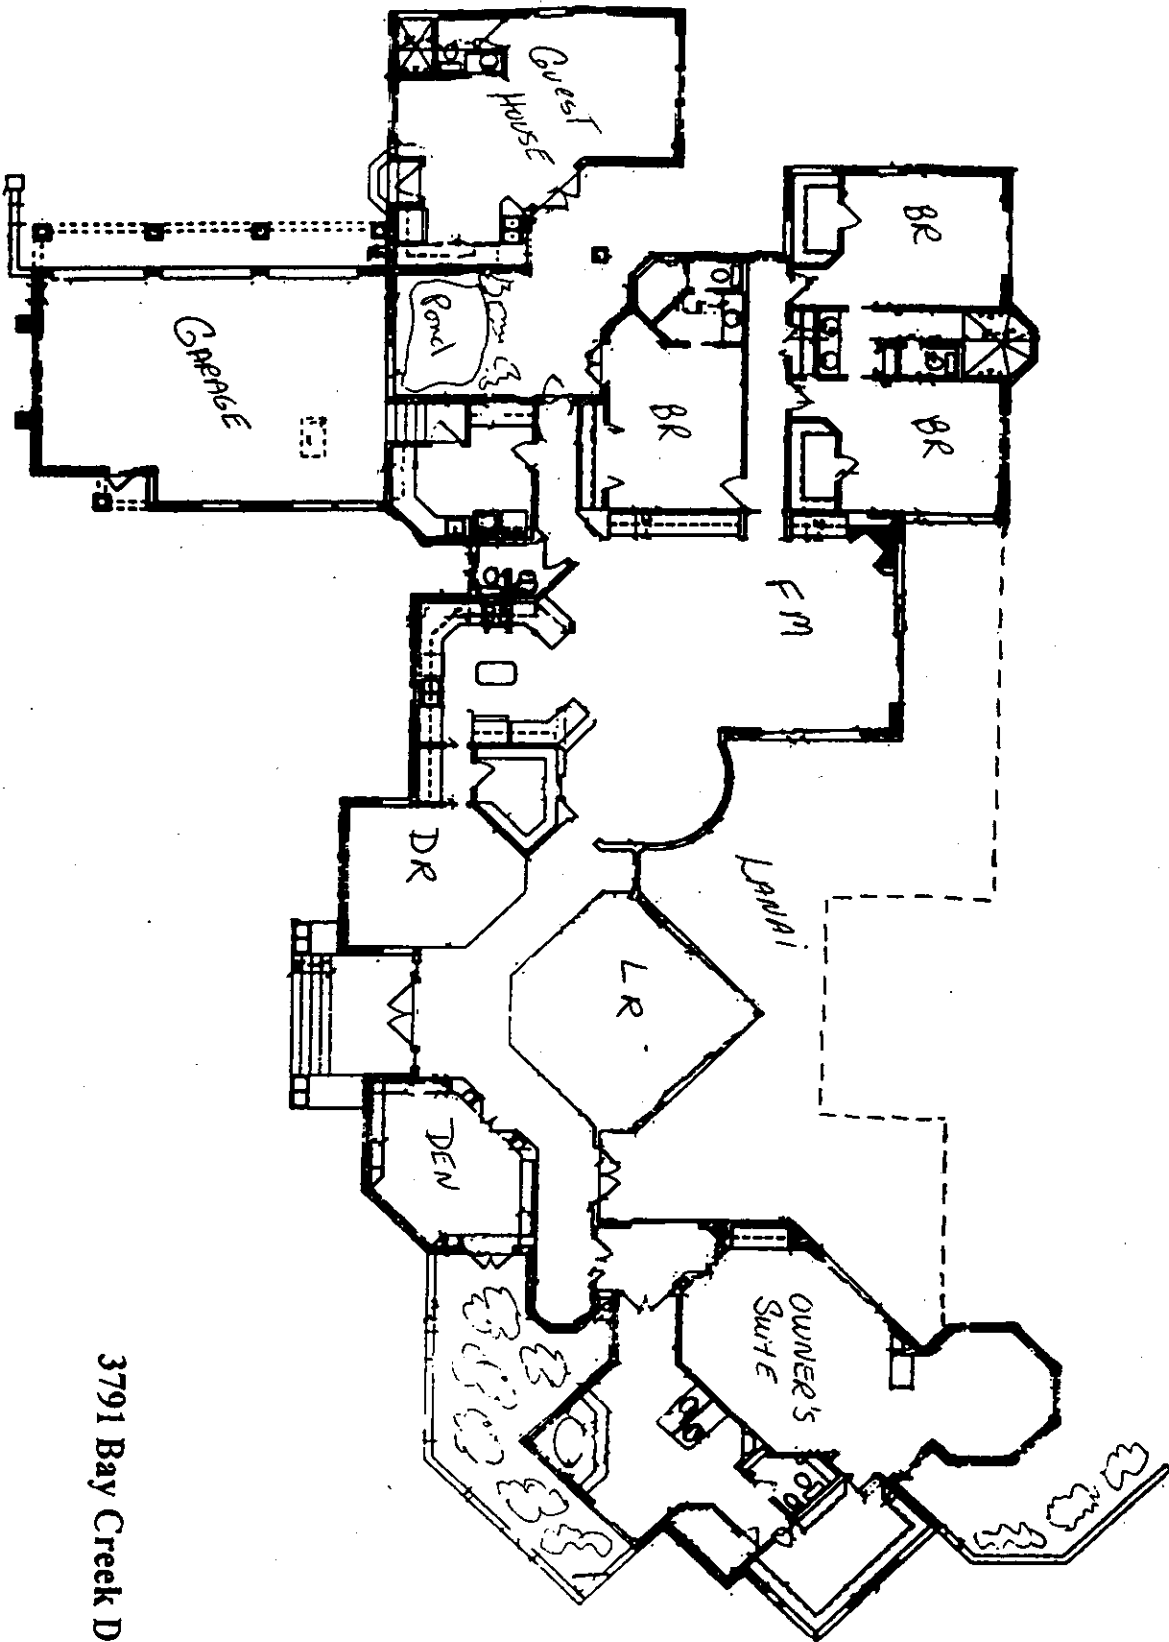 Guest
House
BR
Pond
Garage
BR
BR
FM
DR
Lanai
LR
Den
Owner's
Suite
3791 Bay Creek D